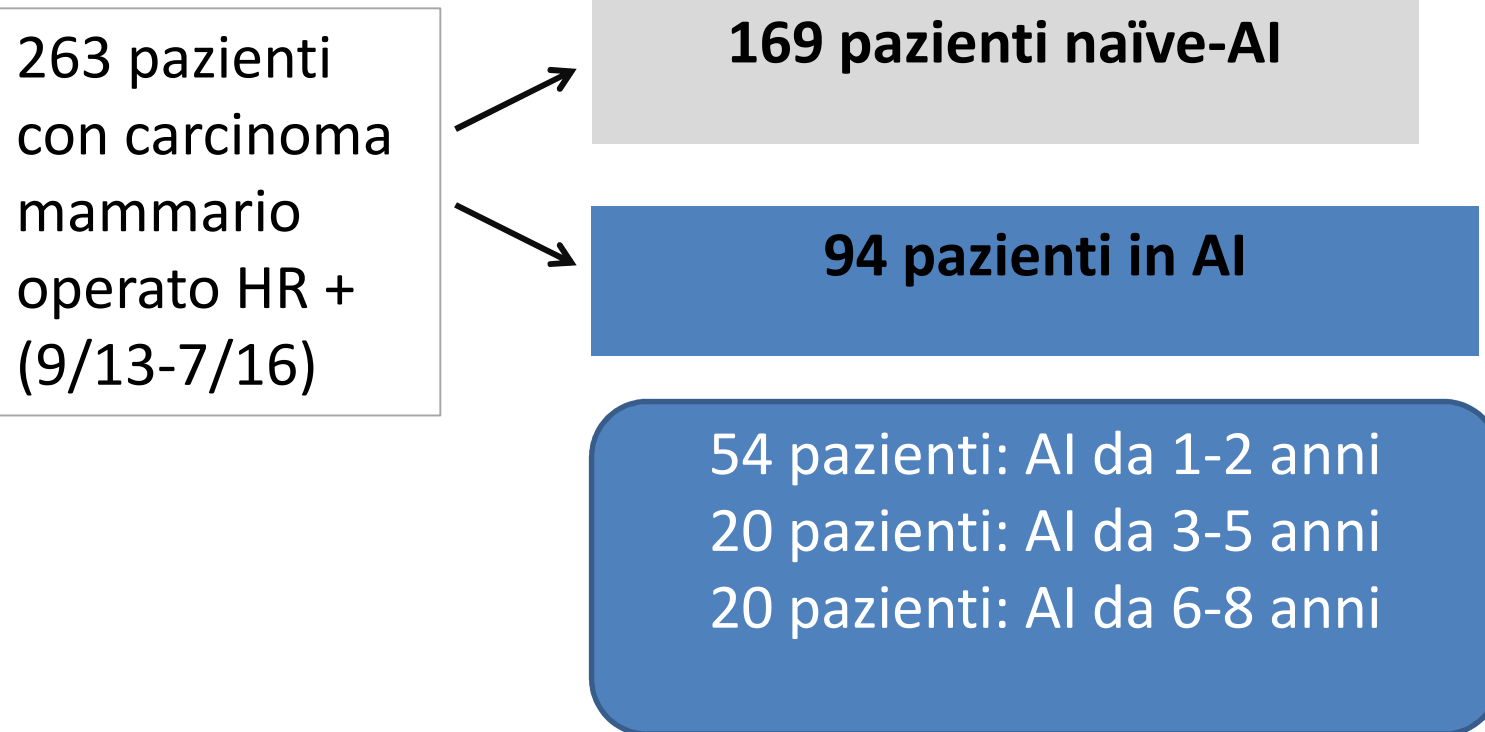 263 pazienti
con carcinoma
mammario
operato HR +
(9/13-7/16)
169 pazienti naïve-AI
94 pazienti in AI
54 pazienti: AI da 1-2 anni
20 pazienti: AI da 3-5 anni
20 pazienti: AI da 6-8 anni